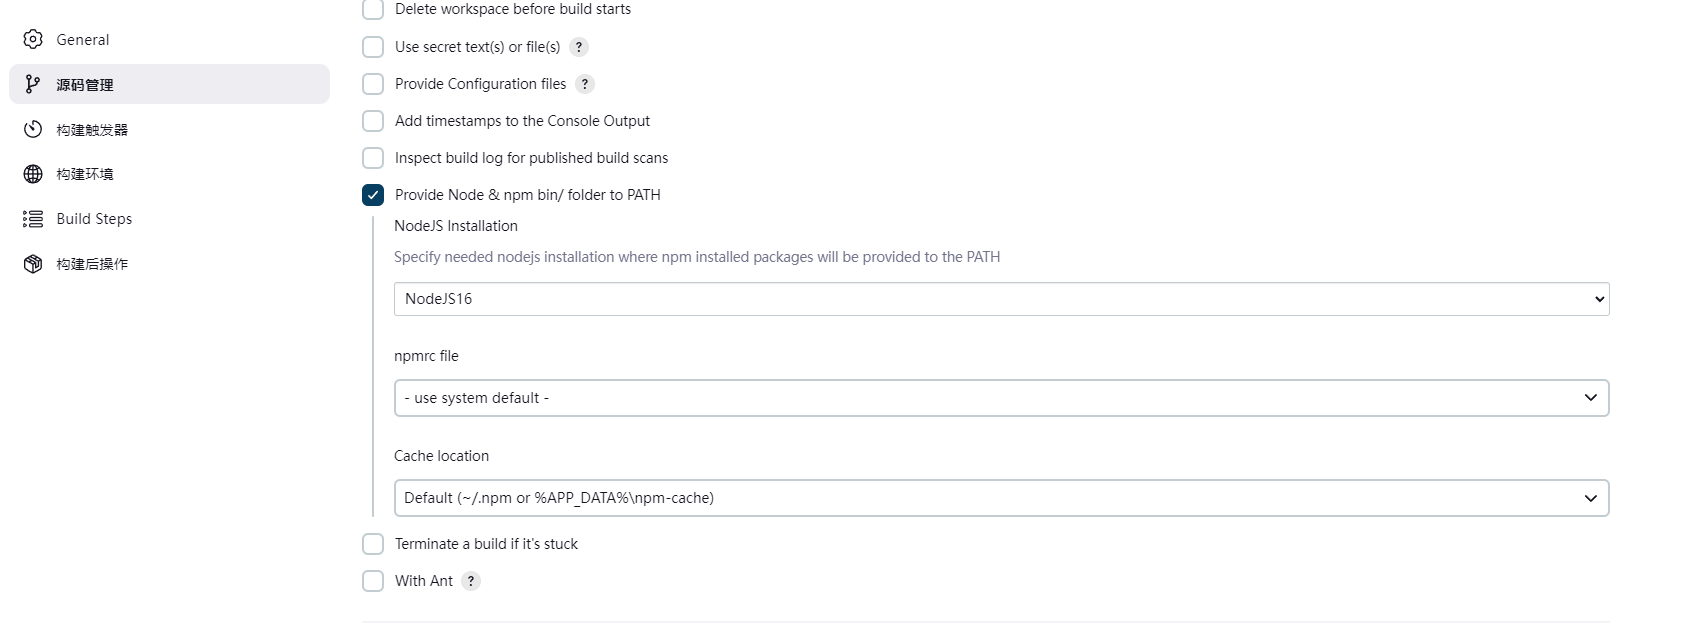 General
源码管理
构建触发器
构建环境
Build Steps
构建后操作
Delete workspace before build starts
Use secret text(s) or file(s) ?
Provide Configuration files ?
Add timestamps to the Console Output
Inspect build log for published build scans
Provide Node & npm bin/ folder to PATH
NodeJS Installation
Specify needed nodejs installation where npm installed packages will be provided to the PATH
NodeJS16
npmrc file
- use system default -
Cache location
Default (~/.npm or %APP_DATA%\npm-cache)
Terminate a build if it's stuck
With Ant ?